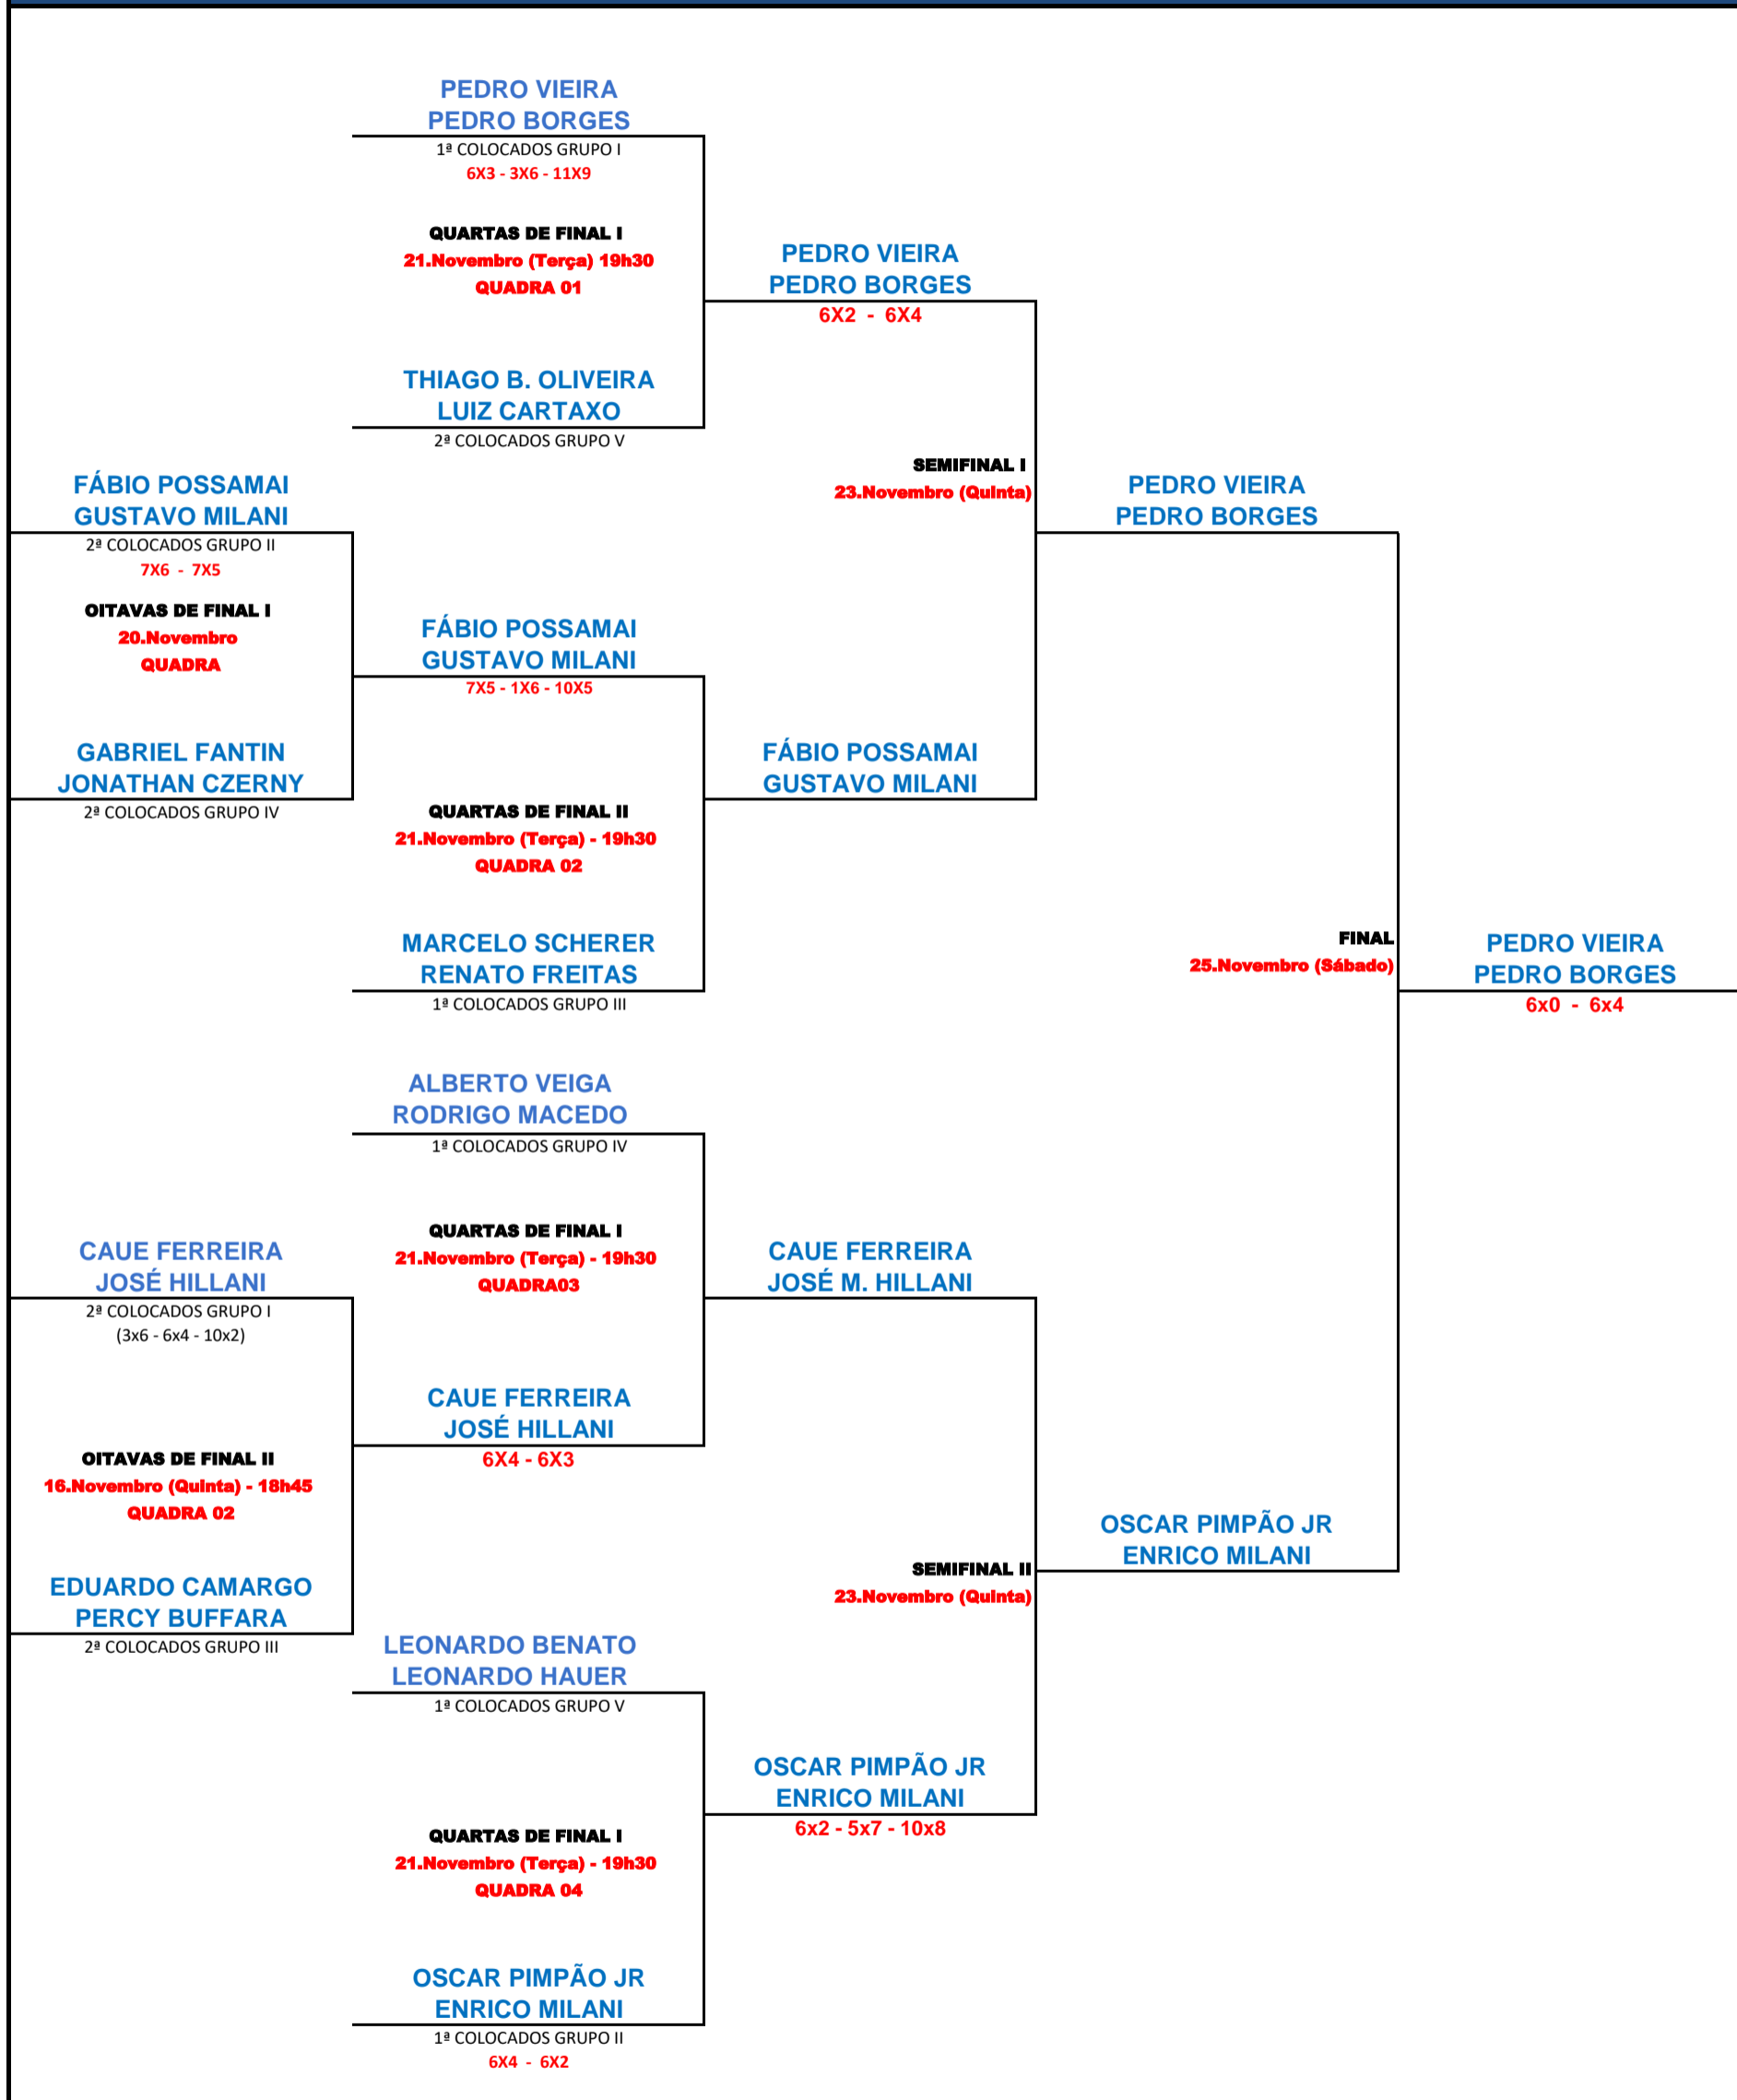 PEDRO VIEIRA
PEDRO BORGES
1ª COLOCADOS GRUPO I
6X3 - 3X6 - 11X9
QUARTAS DE FINAL I
21.Novembro (Terça) 19h30
QUADRA 01
THIAGO B. OLIVEIRA
LUIZ CARTAXO
2ª COLOCADOS GRUPO V
PEDRO VIEIRA
PEDRO BORGES
6X2 - 6X4
SEMIFINAL I
23.Novembro (Quinta)
PEDRO VIEIRA
PEDRO BORGES
FÁBIO POSSAMAI
GUSTAVO MILANI
2ª COLOCADOS GRUPO II
7X6 - 7X5
OITAVAS DE FINAL I
20.Novembro
QUADRA
GABRIEL FANTIN
JONATHAN CZERNY
2ª COLOCADOS GRUPO IV
FÁBIO POSSAMAI
GUSTAVO MILANI
7X5 - 1X6 - 10X5
QUARTAS DE FINAL II
21.Novembro (Terça) - 19h30
QUADRA 02
MARCELO SCHERER
RENATO FREITAS
1ª COLOCADOS GRUPO III
FÁBIO POSSAMAI
GUSTAVO MILANI
FINAL
25.Novembro (Sábado)
PEDRO VIEIRA
PEDRO BORGES
6x0 - 6x4
ALBERTO VEIGA
RODRIGO MACEDO
1ª COLOCADOS GRUPO IV
QUARTAS DE FINAL I
21.Novembro (Terça) - 19h30
QUADRA03
CAUE FERREIRA
JOSÉ HILLANI
2ª COLOCADOS GRUPO I
(3x6 - 6x4 - 10x2)
OITAVAS DE FINAL II
16.Novembro (Quinta) - 18h45
QUADRA 02
EDUARDO CAMARGO
PERCY BUFFARA
2ª COLOCADOS GRUPO III
CAUE FERREIRA
JOSÉ HILLANI
6X4 - 6X3
CAUE FERREIRA
JOSÉ M. HILLANI
SEMIFINAL II
23.Novembro (Quinta)
OSCAR PIMPÃO JR
ENRICO MILANI
LEONARDO BENATO
LEONARDO HAUER
1ª COLOCADOS GRUPO V
QUARTAS DE FINAL I
21.Novembro (Terça) - 19h30
QUADRA 04
OSCAR PIMPÃO JR
ENRICO MILANI
6x2 - 5x7 - 10x8
OSCAR PIMPÃO JR
ENRICO MILANI
1ª COLOCADOS GRUPO II
6X4 - 6X2